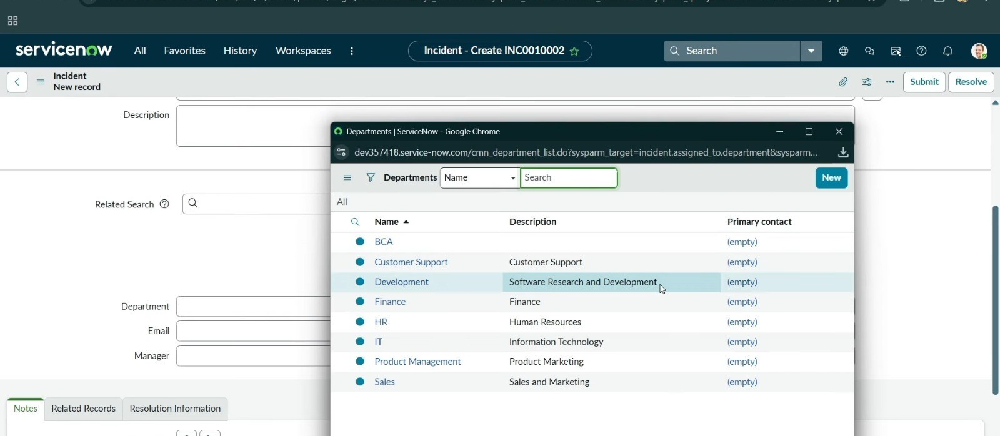 servicenow All Favorites History Workspaces Incident - Create INC0010002 Search
Incident
New record
Submit Resolve
Description
Departments | ServiceNow - Google Chrome
dev357418.service-now.com/cmn_department_list.do?sysparm_target=incident.assigned_to.department&sysparm...
Departments Name Search New
All
Related Search
Name Description Primary contact
BCA (empty)
Customer Support Customer Support (empty)
Development Software Research and Development (empty)
Finance Finance (empty)
HR Human Resources (empty)
IT Information Technology (empty)
Product Management Product Marketing (empty)
Sales Sales and Marketing (empty)
Department
Email
Manager
Notes Related Records Resolution Information